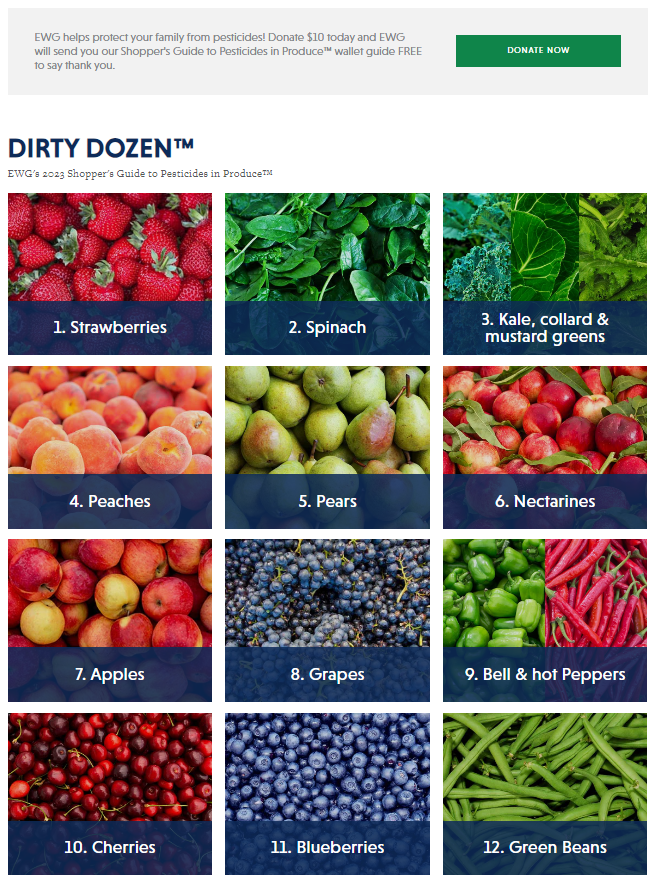 EWG helps protect your family from pesticides! Donate $10 today and EWG
will send you our Shopper's Guide to Pesticides in Produce™ wallet guide FREE
to say thank you.
DONATE NOW
DIRTY DOZEN™
EWG's 2023 Shopper's Guide to Pesticides in Produce™
1. Strawberries
2. Spinach
3. Kale, collard &
mustard greens
4. Peaches
5. Pears
6. Nectarines
7. Apples
8. Grapes
9. Bell & hot Peppers
10. Cherries
11. Blueberries
12. Green Beans